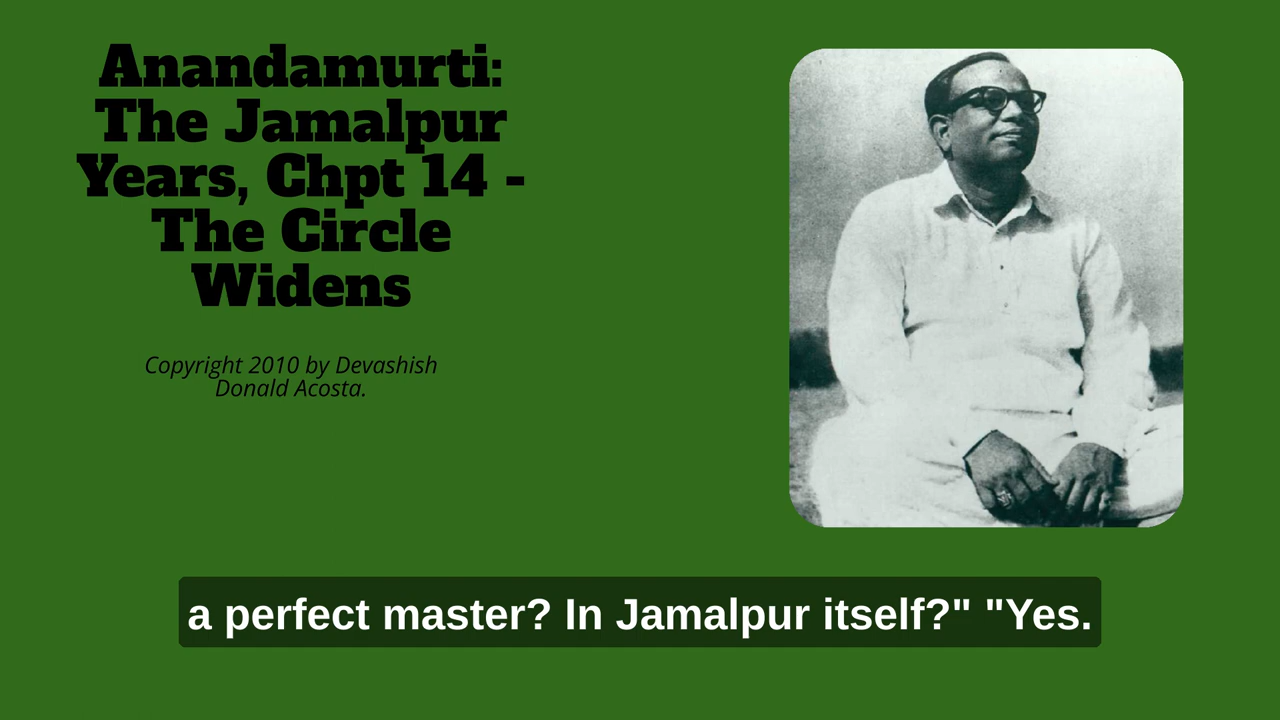 Anandamurti:
The Jamalpur
Years, Chpt 14 -
The Circle
Widens
Copyright 2010 by Devashish
Donald Acosta.
a perfect master? In Jamalpur itself?" "Yes.